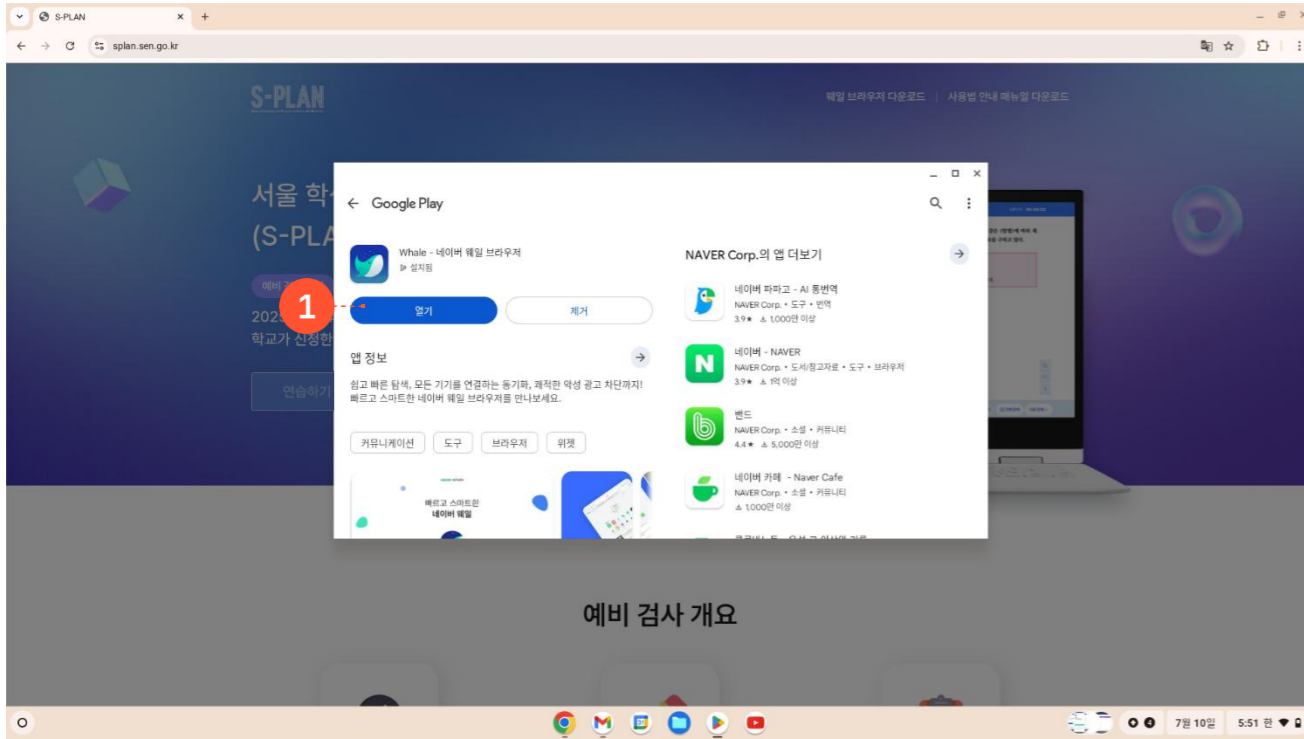 S-PLAN
splan.sen.go.kr
S-PLAN
웨일 브라우저 다운로드 | 사용법 안내 매뉴얼 다운로드
서울 학
(S-PLA
예비
202
학교가 신청한
연습하기
1
Google Play
Whale - 네이버 웨일 브라우저
설치됨
열기
제거
앱 정보
쉽고 빠른 탐색, 모든 기기를 연결하는 동기화, 쾌적한 악성 광고 차단까지!
빠르고 스마트한 네이버 웨일 브라우저를 만나보세요.
커뮤니케이션
도구
브라우저
위젯
빠르고 스마트한
네이버 웨일
NAVER Corp.의 앱 더보기
네이버 파파고 - AI 통번역
NAVER Corp. • 도구 • 번역
3.9★ 1,000만 이상
네이버 - NAVER
NAVER Corp. • 도서/참고자료 • 도구 • 브라우저
3.9★ 1억 이상
밴드
NAVER Corp. • 소셜 • 커뮤니티
4.4★ 5,000만 이상
네이버 카페 - Naver Cafe
NAVER Corp. • 소셜 • 커뮤니티
1,000만 이상
예비 검사 개요
7월 10일
5:51 한